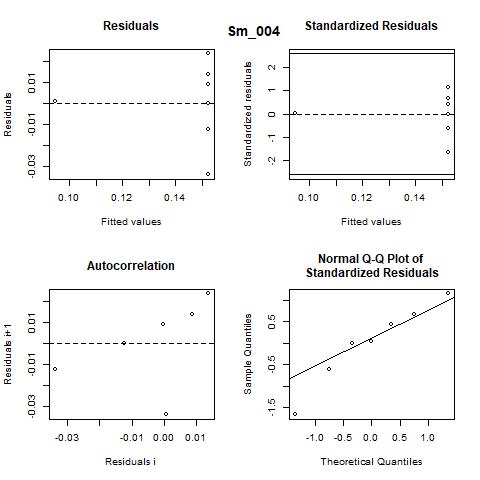 Sm_004
Residuals
Residuals
-0.03
-0.01
0.01
0.10
0.12
0.14
Fitted values
Standardized Residuals
Standardized residuals
-2
-1
0
1
2
0.10
0.12
0.14
Fitted values
Autocorrelation
Residuals i+1
-0.03
-0.01
0.01
-0.03
-0.01
0.00
0.01
Residuals i
Normal Q-Q Plot of
Standardized Residuals
Sample Quantiles
-1.5
-0.5
0.5
-1.0
0.0
0.5
1.0
Theoretical Quantiles